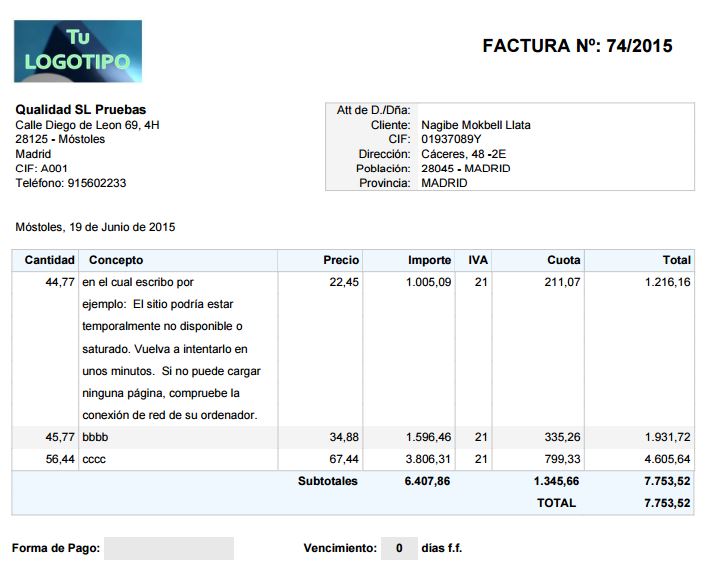 Tu
LOGOTIPO
FACTURA Nº: 74/2015
Qualidad SL Pruebas
Calle Diego de Leon 69, 4H
28125 - Móstoles
Madrid
CIF: A001
Teléfono: 915602233
Att de D./Dña:
Cliente: Nagibe Mokbell Llata
CIF: 01937089Y
Dirección: Cáceres, 48 -2E
Población: 28045 - MADRID
Provincia: MADRID
Móstoles, 19 de Junio de 2015
Cantidad Concepto Precio Importe IVA Cuota Total
44,77 en el cual escribo por 22,45 1.005,09 21 211,07 1.216,16
ejemplo: El sitio podría estar
temporalmente no disponible o
saturado. Vuelva a intentarlo en
unos minutos. Si no puede cargar
ninguna página, compruebe la
conexión de red de su ordenador.
45,77 bbbb 34,88 1.596,46 21 335,26 1.931,72
56,44 cccc 67,44 3.806,31 21 799,33 4.605,64
Subtotales 6.407,86 1.345,66 7.753,52
TOTAL 7.753,52
Forma de Pago: Vencimiento: 0 días f.f.